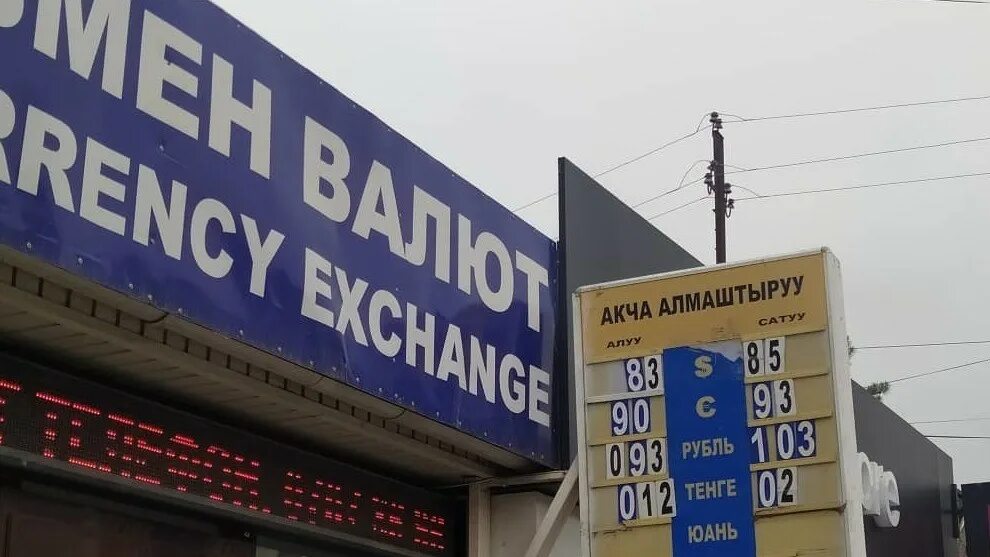 МЕН ВАЛЮТ
RRENCY EXCHANGE
ТЕЛЕФОН
АКЧА АЛМАШТЫРУУ
АЛУУ САТУУ
83 $ 85
90 € 93
093 РУБЛЬ 103
012 ТЕНГЕ 02
ЮАНЬ